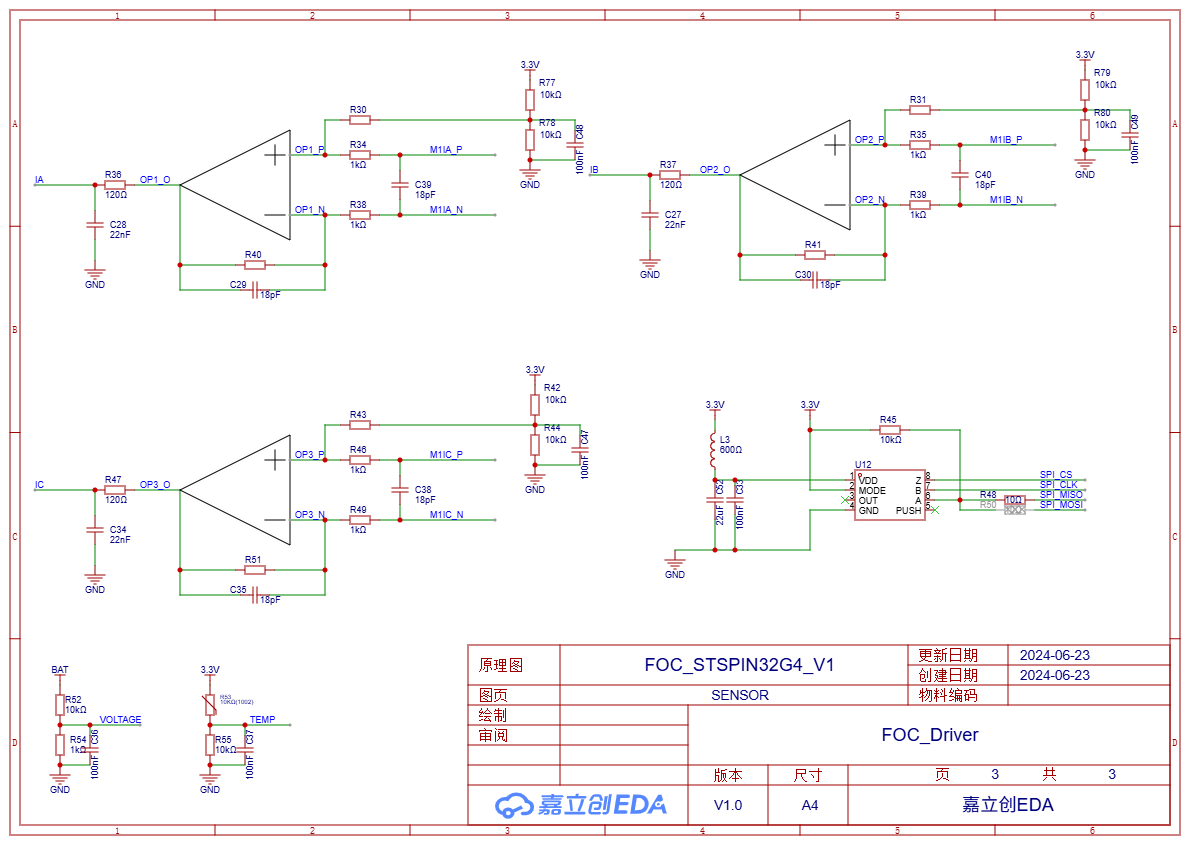 1 2 3 4 5 6
A
B
C
D
A
B
C
D
1 2 3 4 5 6
IA
R36
120Ω
OP1_O
C28
22nF
GND
OP1_P
OP1_N
R30
R34
1kΩ
R38
1kΩ
M1IA_P
C39
18pF
M1IA_N
R40
C29
18pF
3.3V
R77
10kΩ
R78
10kΩ
C48
100nF
GND
IB
R37
120Ω
OP2_O
C27
22nF
GND
OP2_P
OP2_N
R31
R35
1kΩ
R39
1kΩ
M1IB_P
C40
18pF
M1IB_N
R41
C30
18pF
3.3V
R79
10kΩ
R80
10kΩ
C49
100nF
GND
IC
R47
120Ω
OP3_O
C34
22nF
GND
OP3_P
OP3_N
R43
R46
1kΩ
R49
1kΩ
M1IC_P
C38
18pF
M1IC_N
R51
C35
18pF
3.3V
R42
10kΩ
R44
10kΩ
C47
100nF
GND
3.3V
L3
600Ω
C52
22uF
C33
100nF
GND
3.3V
R45
10kΩ
U12
1 VDD Z 8
2 MODE B 7
3 OUT A 6
4 GND PUSH 5
SPI_CS
SPI_CLK
R48 10Ω SPI_MISO
R50 SPI_MOSI
BAT
R52
10kΩ
VOLTAGE
R54
1kΩ
C36
100nF
GND
3.3V
R53
10KΩ(1002)
TEMP
R55
10kΩ
C37
100nF
GND
原理图 FOC_STSPIN32G4_V1 更新日期 2024-06-23
创建日期 2024-06-23
图页 SENSOR 物料编码
绘制
审阅
FOC_Driver
版本 尺寸 页 3 共 3
嘉立创EDA V1.0 A4 嘉立创EDA